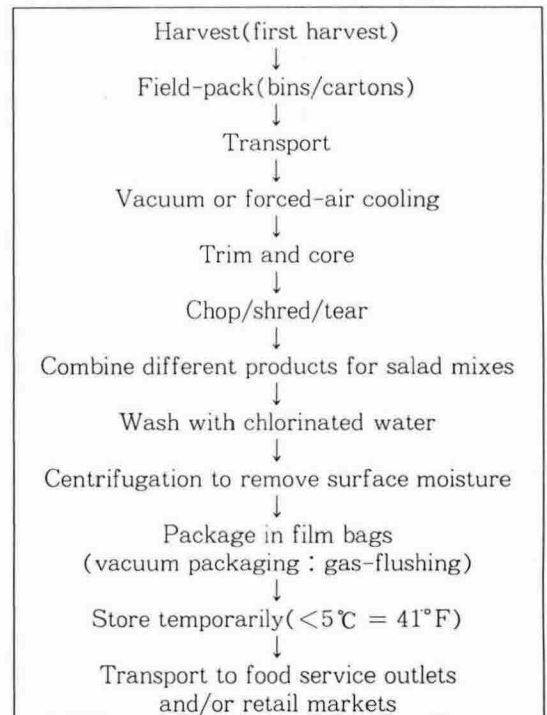 Harvest(first harvest)
↓
Field-pack(bins/cartons)
↓
Transport
↓
Vacuum or forced-air cooling
↓
Trim and core
↓
Chop/shred/tear
↓
Combine different products for salad mixes
↓
Wash with chlorinated water
↓
Centrifugation to remove surface moisture
↓
Package in film bags
(vacuum packaging : gas-flushing)
↓
Store temporarily(<5℃ = 41°F)
↓
Transport to food service outlets
and/or retail markets